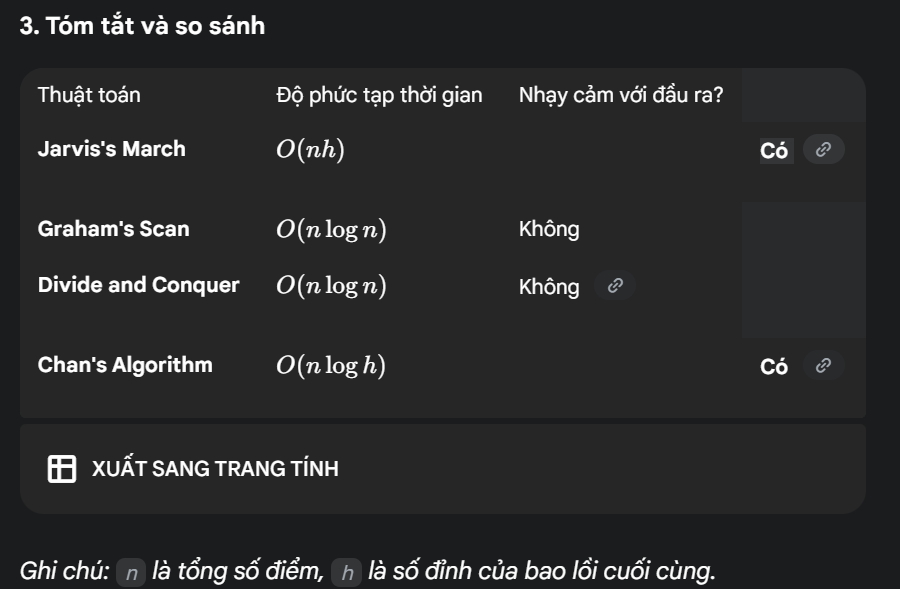 3. Tóm tắt và so sánh
Thuật toán Độ phức tạp thời gian Nhạy cảm với đầu ra?
Jarvis's March O(nh) Có
Graham's Scan O(n log n) Không
Divide and Conquer O(n log n) Không
Chan's Algorithm O(n log h) Có
XUẤT SANG TRANG TÍNH
Ghi chú: n là tổng số điểm, h là số đỉnh của bao lồi cuối cùng.